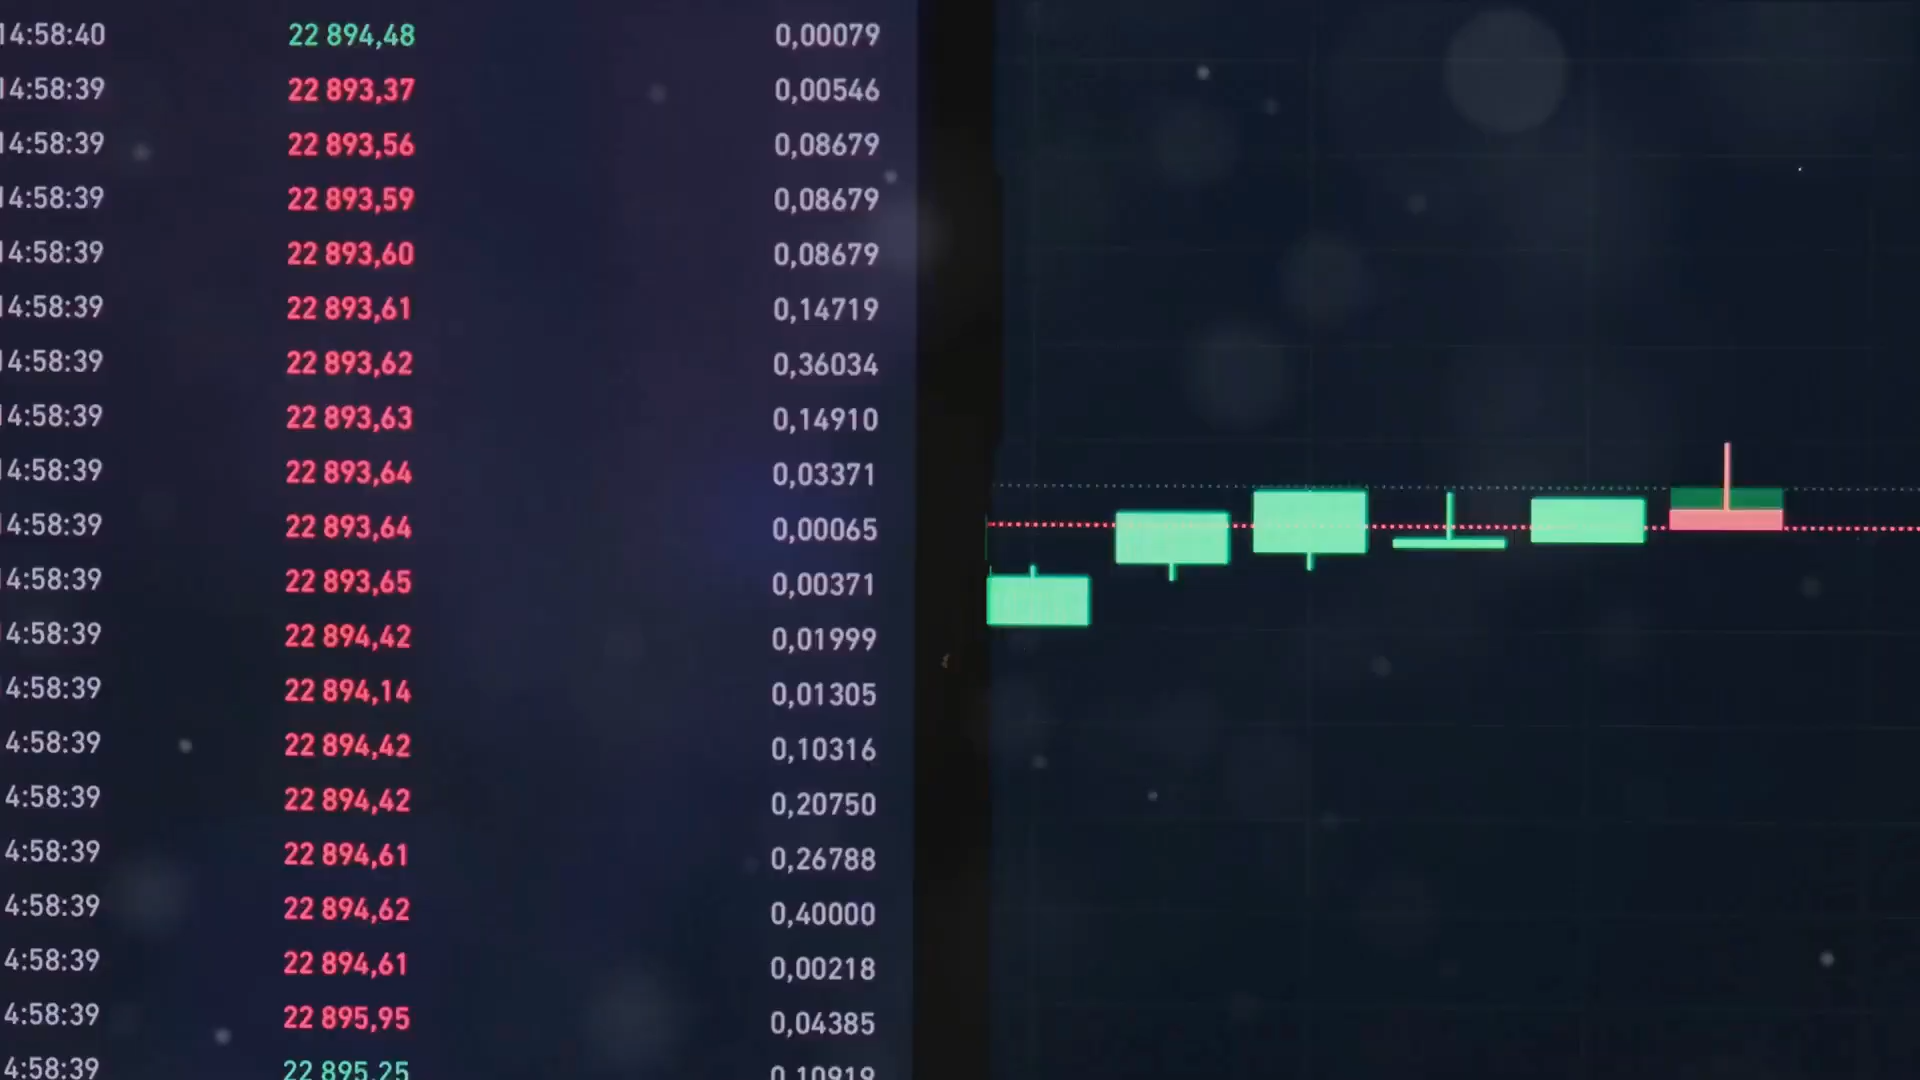 14:58:40 22 894,48 0,00079
14:58:39 22 893,37 0,00546
14:58:39 22 893,56 0,08679
14:58:39 22 893,59 0,08679
14:58:39 22 893,60 0,08679
14:58:39 22 893,61 0,14719
14:58:39 22 893,62 0,36034
14:58:39 22 893,63 0,14910
4:58:39 22 893,64 0,03371
4:58:39 22 893,64 0,00065
4:58:39 22 893,65 0,00371
4:58:39 22 894,42 0,01999
4:58:39 22 894,14 0,01305
4:58:39 22 894,42 0,10316
4:58:39 22 894,42 0,20750
4:58:39 22 894,61 0,26788
4:58:39 22 894,62 0,40000
4:58:39 22 894,61 0,00218
4:58:39 22 895,95 0,04385
4:58:39 22 895,25 0,10919